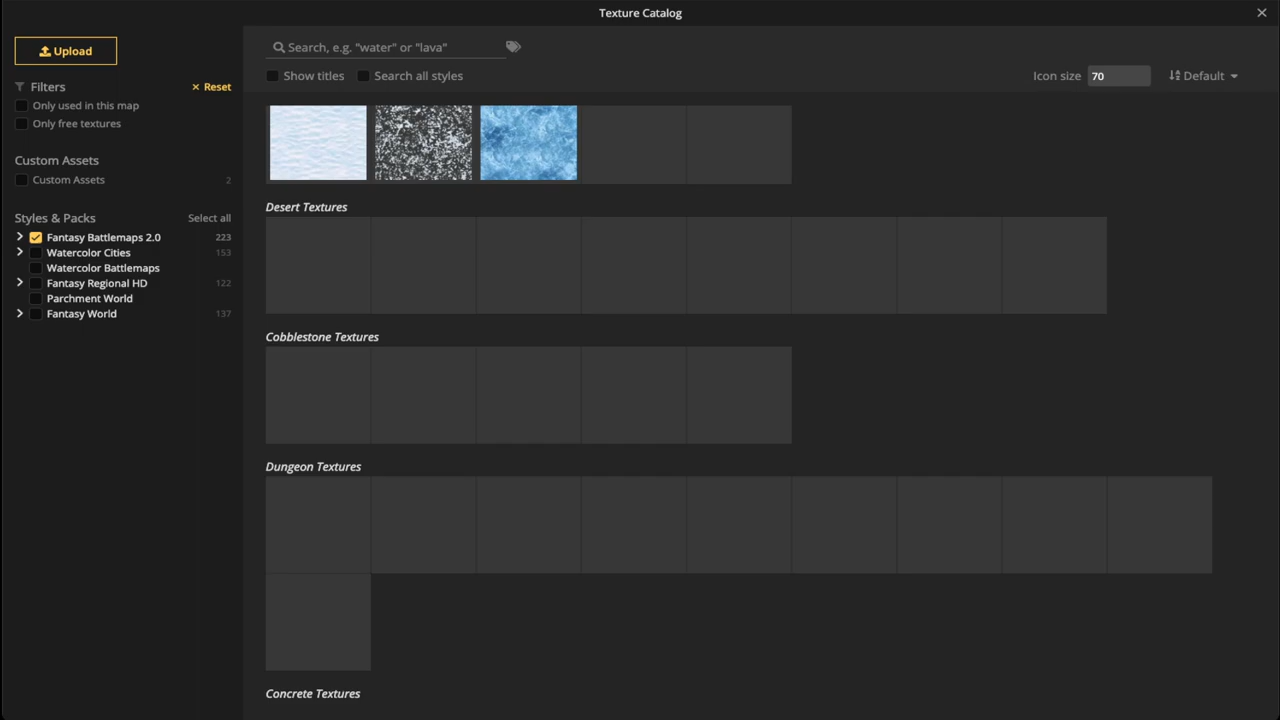 Texture Catalog
Upload
Search, e.g. "water" or "lava"
Filters
Reset
Show titles
Search all styles
Icon size
70
Default
Only used in this map
Only free textures
Custom Assets
Custom Assets 2
Styles & Packs
Select all
Fantasy Battlemaps 2.0 223
Watercolor Cities 153
Watercolor Battlemaps
Fantasy Regional HD 122
Parchment World
Fantasy World 137
Desert Textures
Cobblestone Textures
Dungeon Textures
Concrete Textures